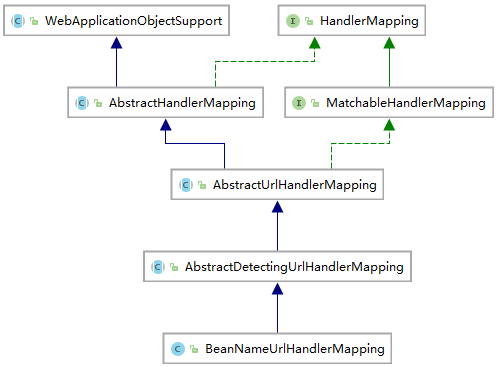 C WebApplicationObjectSupport
I HandlerMapping
C AbstractHandlerMapping
I MatchableHandlerMapping
C AbstractUrlHandlerMapping
C AbstractDetectingUrlHandlerMapping
C BeanNameUrlHandlerMapping